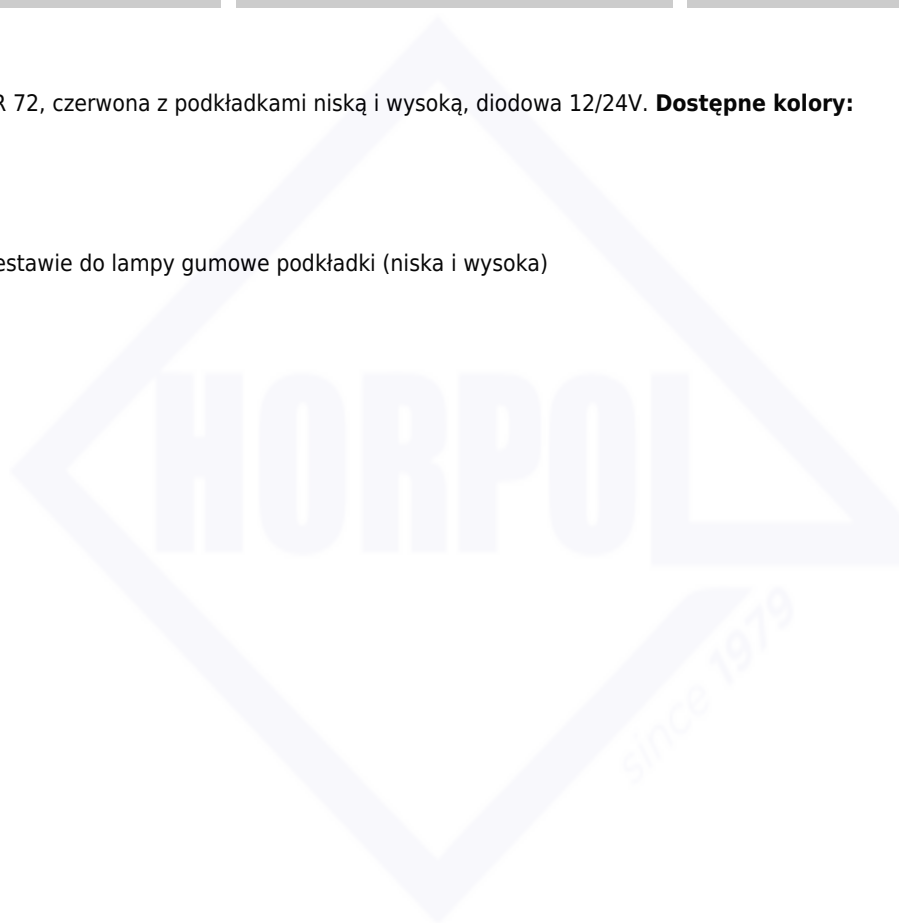 R 72, czerwona z podkładkami niską i wysoką, diodowa 12/24V. Dostępne kolory:
estawie do lampy gumowe podkładki (niska i wysoka)
HORPOL
since 1979